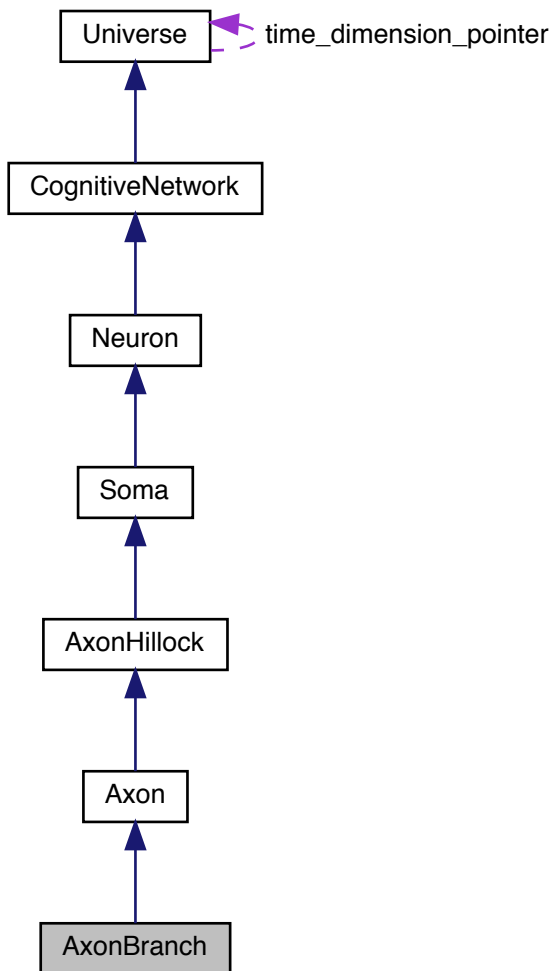 Universe
time_dimension_pointer
CognitiveNetwork
Neuron
Soma
AxonHillock
Axon
AxonBranch